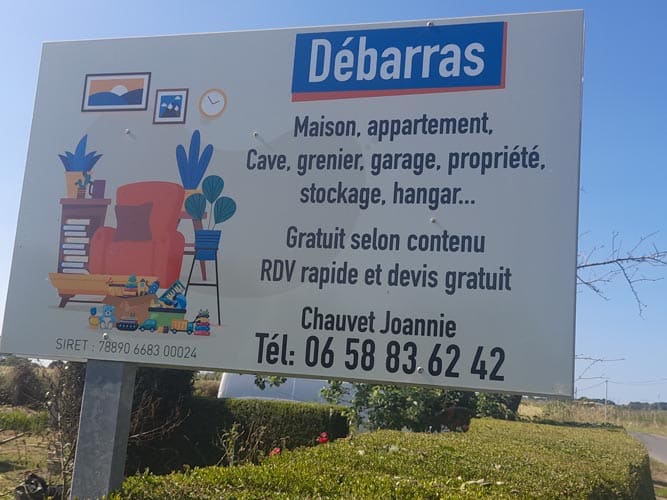 Débarras
Maison, appartement,
Cave, grenier, garage, propriété,
stockage, hangar...
Gratuit selon contenu
RDV rapide et devis gratuit
Chauvet Joannie
Tél: 06 58 83 62 42
SIRET : 78890 6683 00024